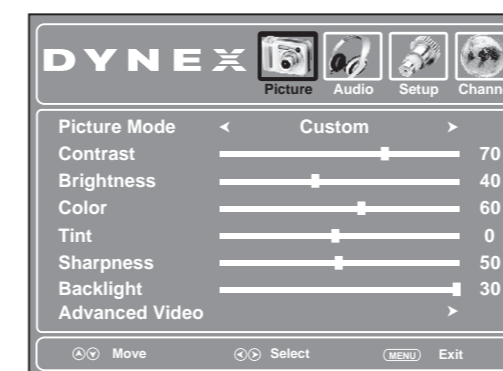 DYNEX
Picture Audio Setup Chann
Picture Mode Custom
Contrast 70
Brightness 40
Color 60
Tint 0
Sharpness 50
Backlight 30
Advanced Video
Move Select MENU Exit